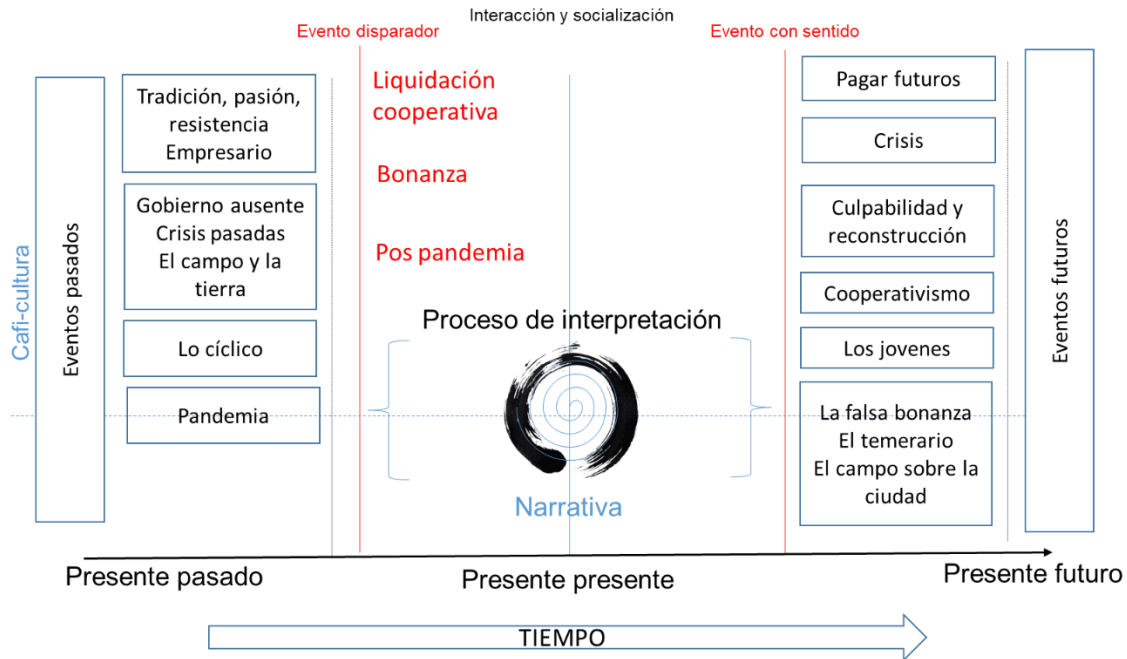 Interacción y socialización
Evento disparador
Evento con sentido
Cafi-cultura
Eventos pasados
Tradición, pasión,
resistencia
Empresario
Gobierno ausente
Crisis pasadas
El campo y la
tierra
Lo cíclico
Pandemia
Liquidación
cooperativa
Bonanza
Pos pandemia
Proceso de interpretación
Narrativa
Pagar futuros
Crisis
Culpabilidad y
reconstrucción
Cooperativismo
Los jovenes
La falsa bonanza
El temerario
El campo sobre la
ciudad
Eventos futuros
Presente pasado
Presente presente
Presente futuro
TIEMPO